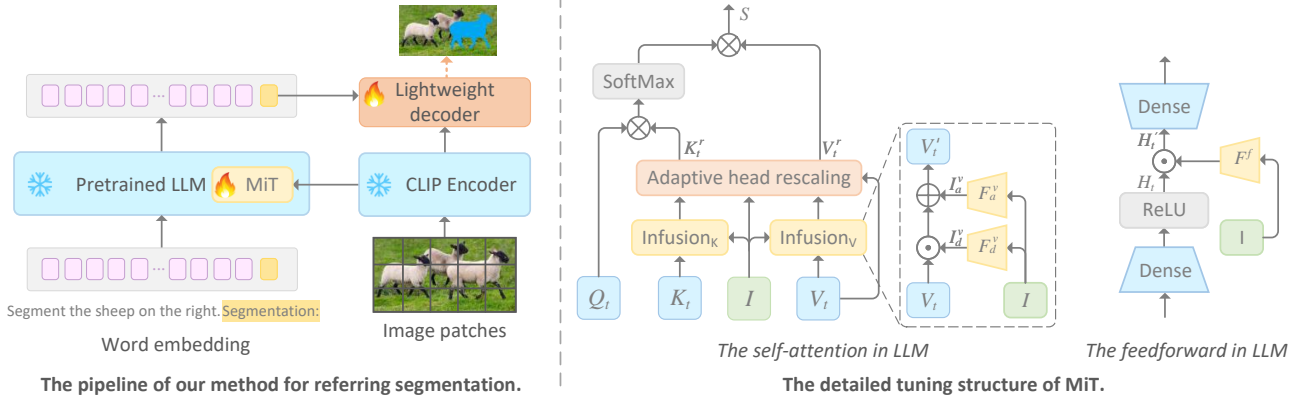 Lightweight
decoder
...
Pretrained LLM
MiT
CLIP Encoder
...
Segment the sheep on the right. Segmentation:
Word embedding
Image patches
The pipeline of our method for referring segmentation.
S
SoftMax
K_t^r
V_t^r
Adaptive head rescaling
Infusion_K
Infusion_V
Q_t
K_t
I
V_t
V_t'
I_a^v
F_a^v
I_d^v
F_d^v
V_t
I
The self-attention in LLM
Dense
H_t'
F^f
H_t
ReLU
I
Dense
The feedforward in LLM
The detailed tuning structure of MiT.